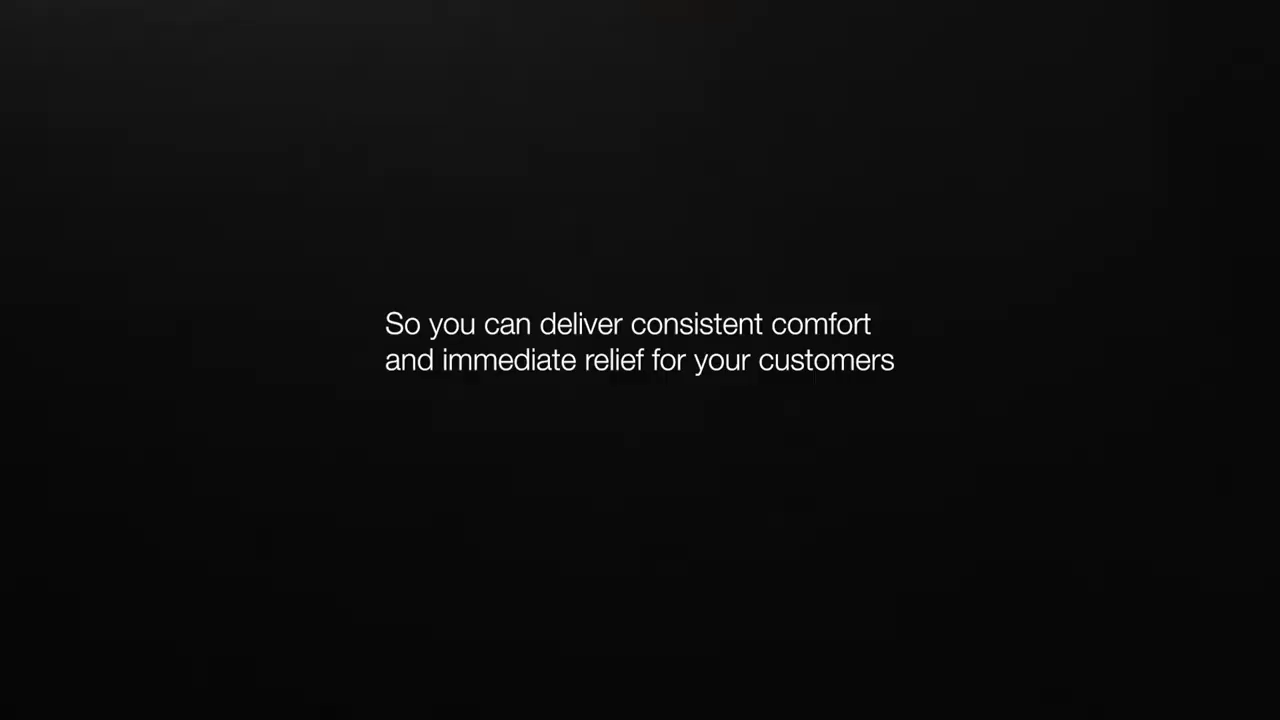 So you can deliver consistent comfort
and immediate relief for your customers